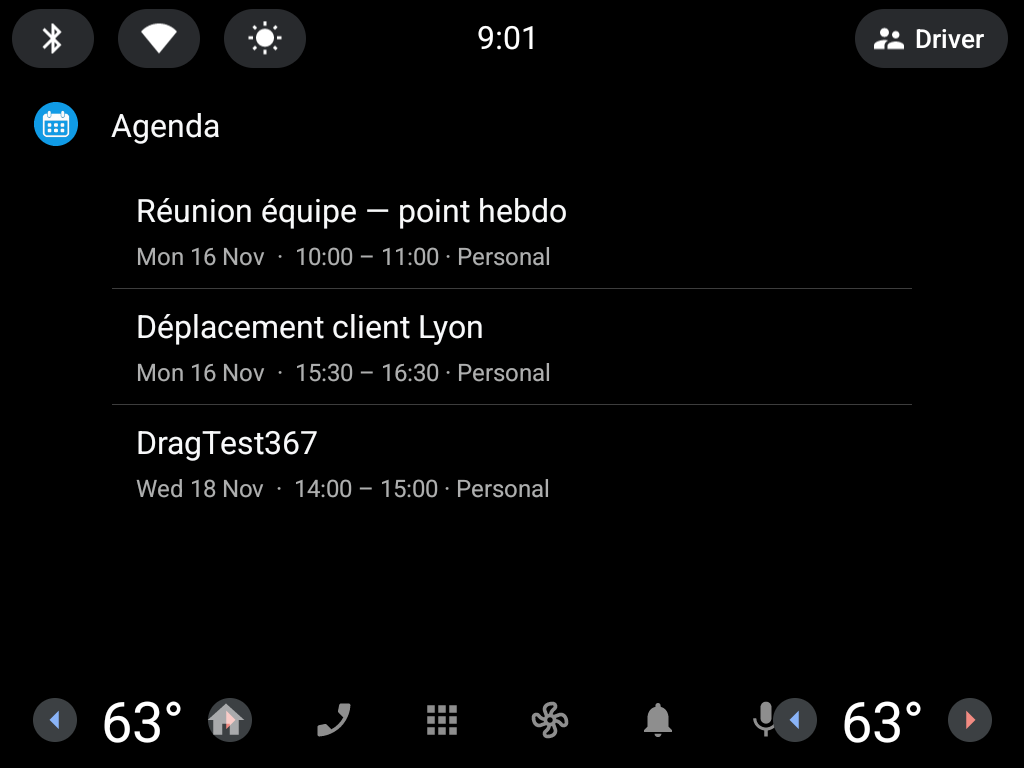 9:01
Driver
Agenda
Réunion équipe — point hebdo
Mon 16 Nov · 10:00 – 11:00 · Personal
Déplacement client Lyon
Mon 16 Nov · 15:30 – 16:30 · Personal
DragTest367
Wed 18 Nov · 14:00 – 15:00 · Personal
63° 63°